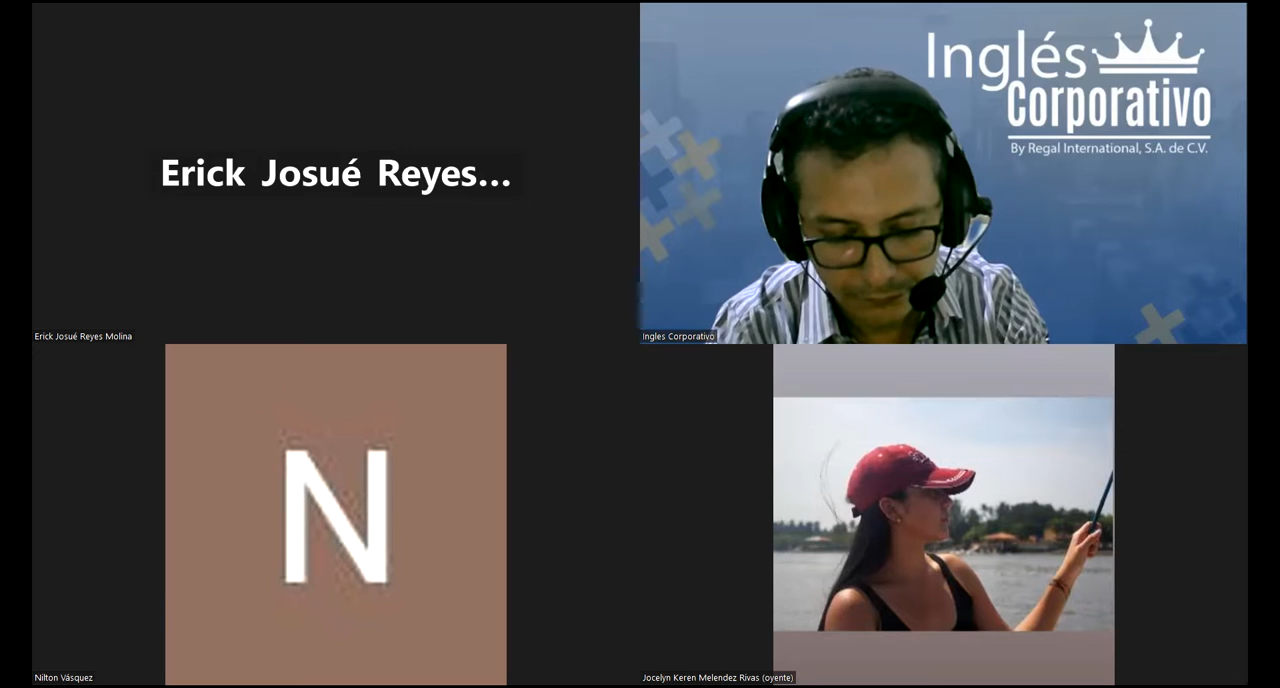 Erick Josué Reyes...
Erick Josué Reyes Molina
Inglés
Corporativo
By Regal International, S.A. de C.V.
Ingles Corporativo
N
Nilton Vásquez
Jocelyn Keren Melendez Rivas (oyente)